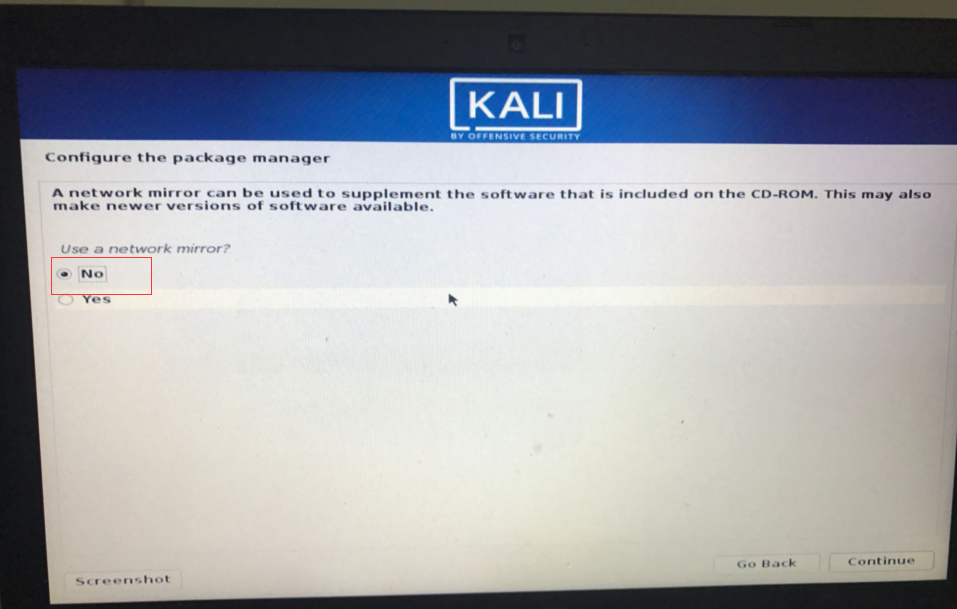 KALI
BY OFFENSIVE SECURITY
Configure the package manager
A network mirror can be used to supplement the software that is included on the CD-ROM. This may also
make newer versions of software available.
Use a network mirror?
No
Yes
Go Back
Continue
Screenshot